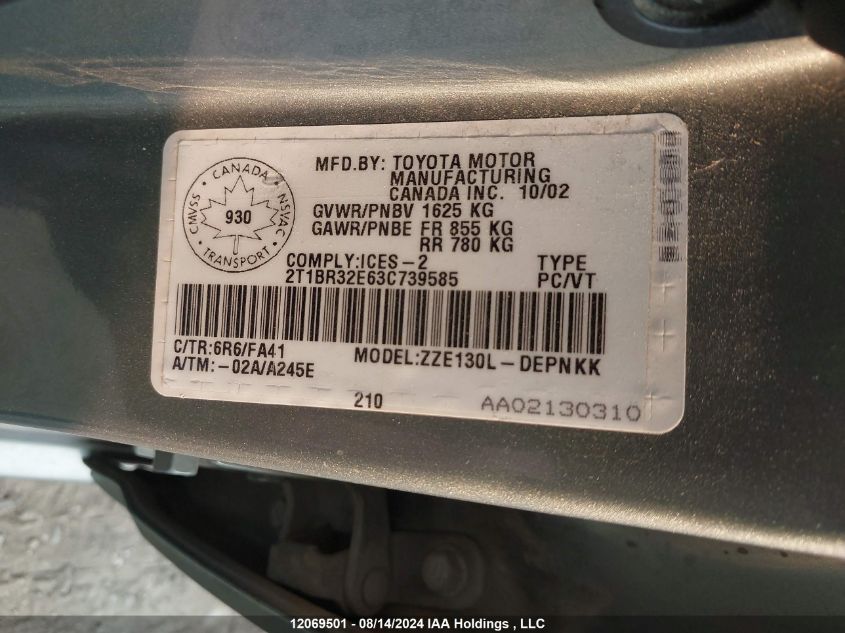 CANADA
CMVSS
NSVAC
930
TRANSPORT
MFD.BY: TOYOTA MOTOR
MANUFACTURING
CANADA INC. 10/02
GVWR/PNBV 1625 KG
GAWR/PNBE FR 855 KG
RR 780 KG
COMPLY:ICES-2 TYPE
2T1BR32E63C739585 PC/VT
C/TR:6R6/FA41 MODEL:ZZE130L-DEPNKK
A/TM:-02A/A245E
210 AA02130310
12069501 - 08/14/2024 IAA Holdings , LLC